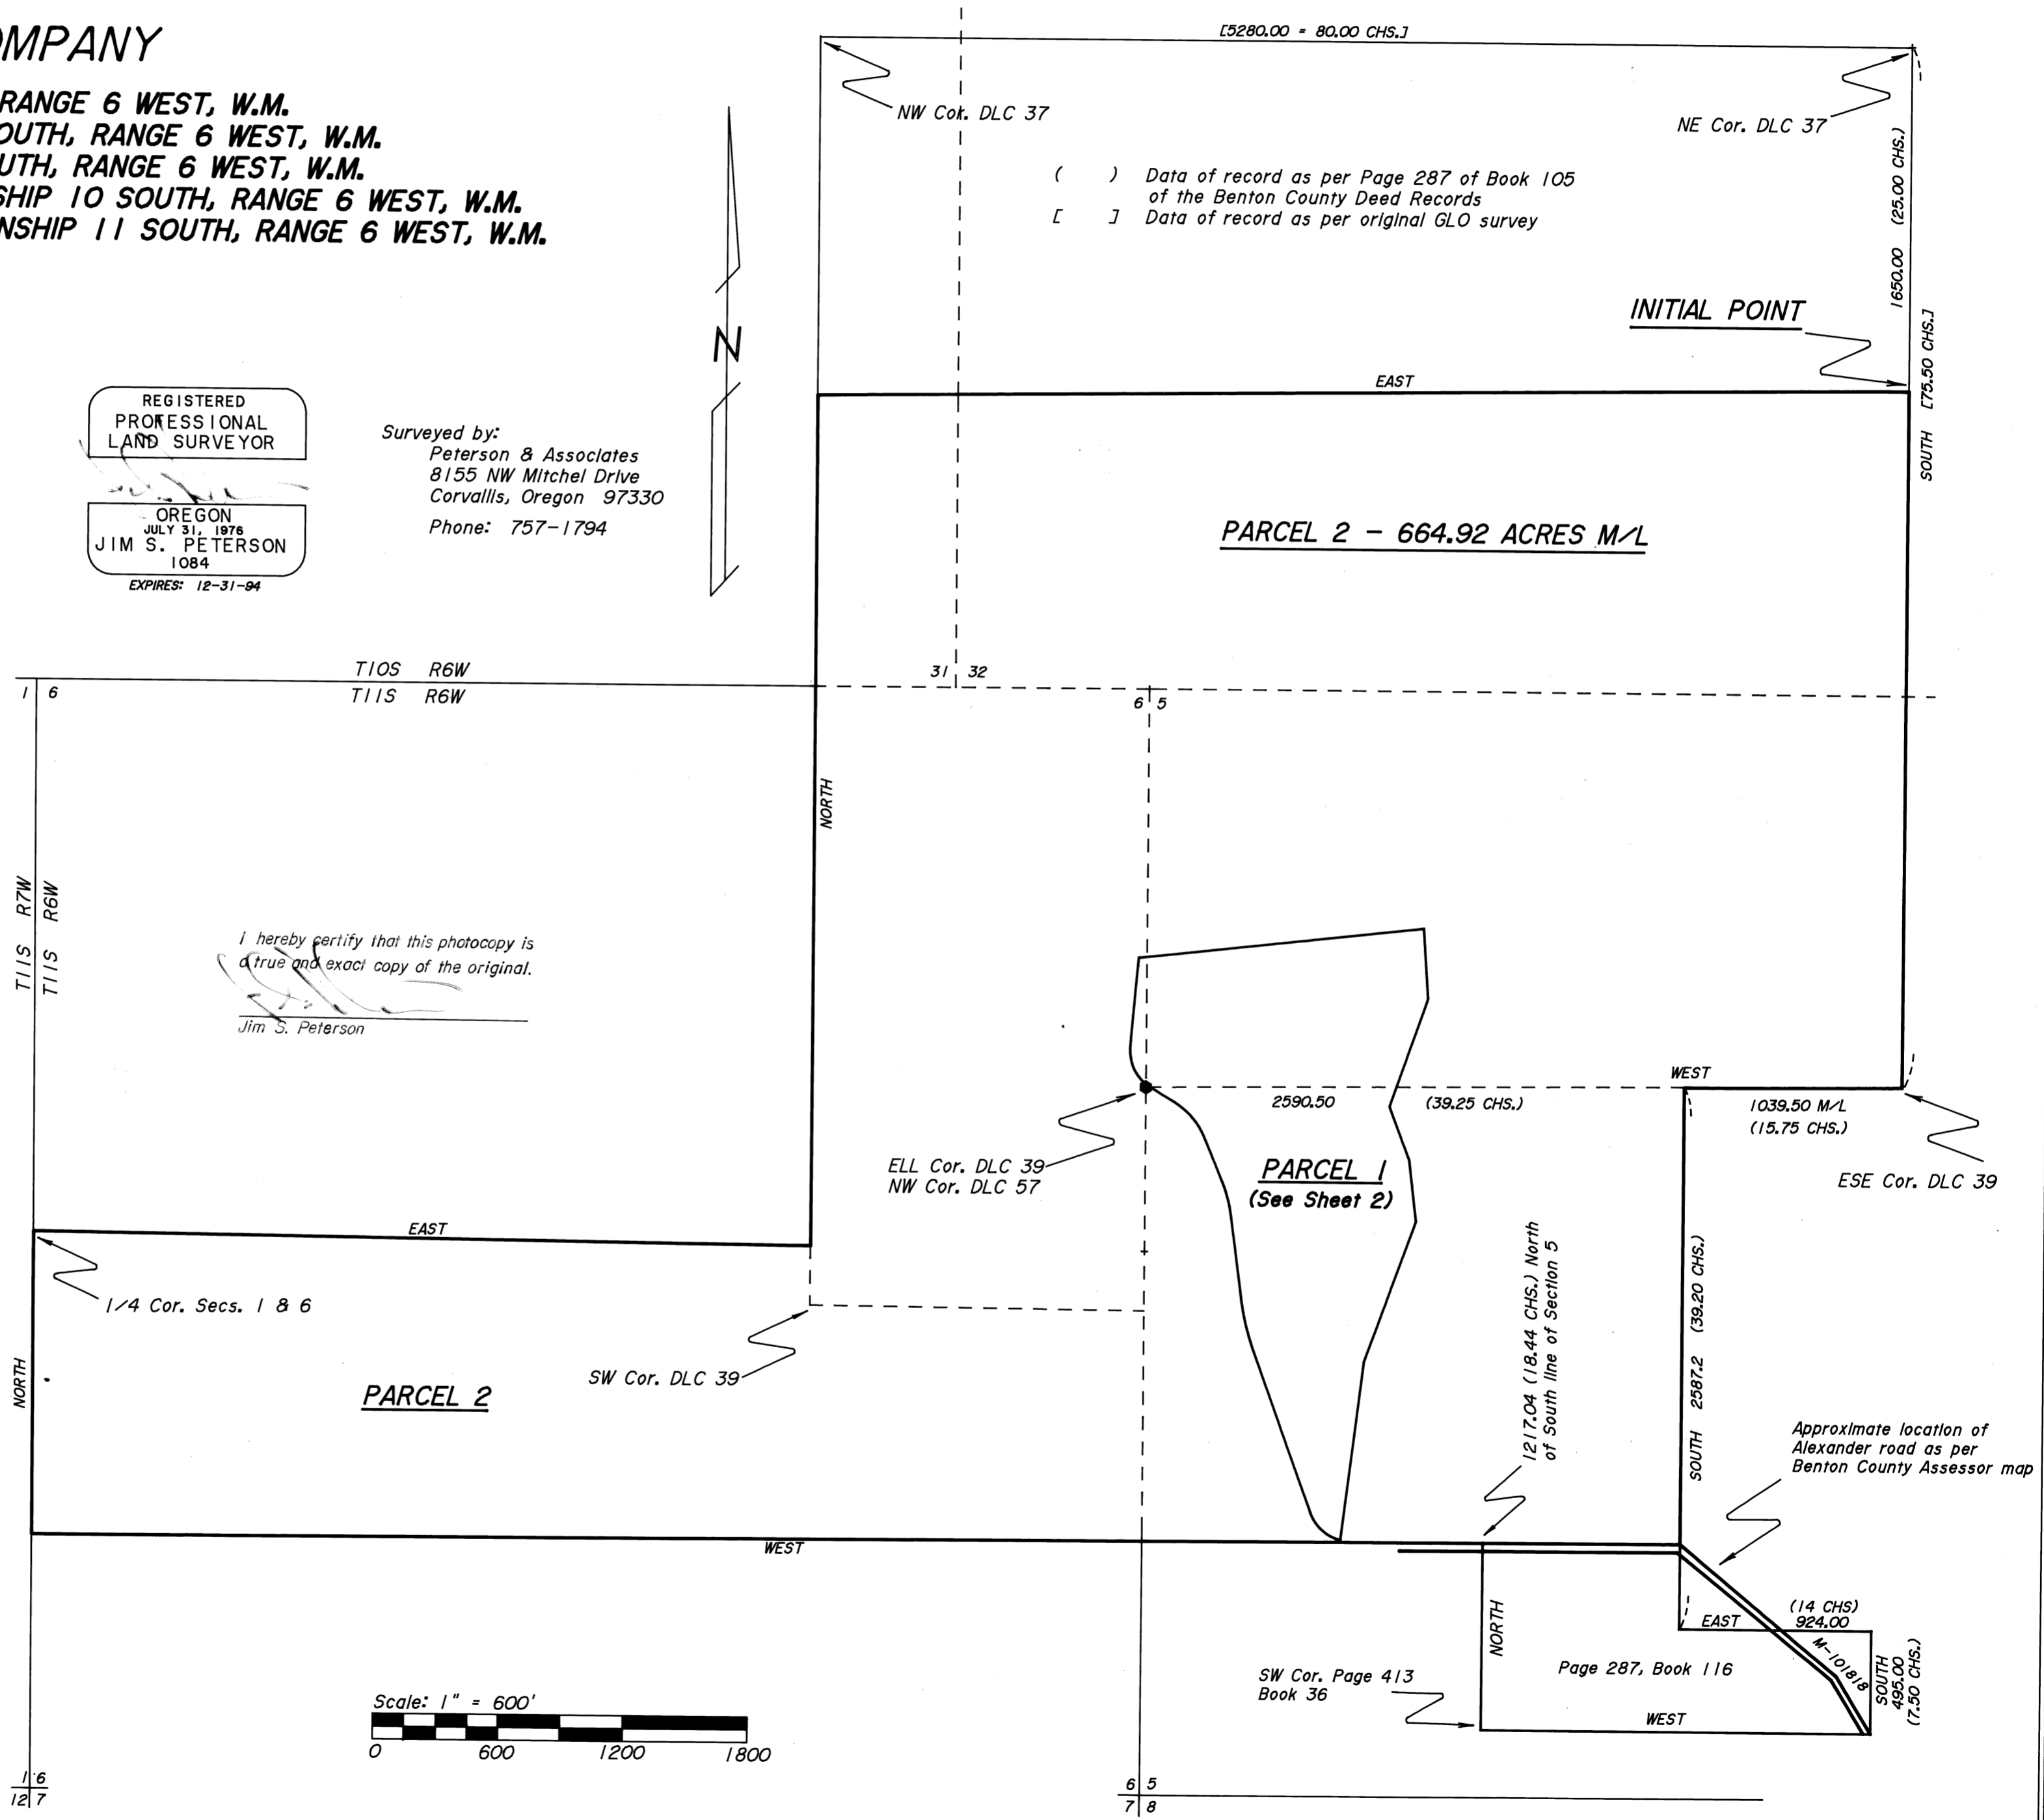 OMPANY
RANGE 6 WEST, W.M.
OUTH, RANGE 6 WEST, W.M.
UTH, RANGE 6 WEST, W.M.
SHIP 10 SOUTH, RANGE 6 WEST, W.M.
NSHIP 11 SOUTH, RANGE 6 WEST, W.M.
[5280.00 = 80.00 CHS.]
NW Cor. DLC 37
NE Cor. DLC 37
( ) Data of record as per Page 287 of Book 105
of the Benton County Deed Records
[ ] Data of record as per original GLO survey
1650.00 (25.00 CHS.)
SOUTH [75.50 CHS.]
INITIAL POINT
N
EAST
REGISTERED
PROFESSIONAL
LAND SURVEYOR
OREGON
JULY 31, 1976
JIM S. PETERSON
1084
EXPIRES: 12-31-94
Surveyed by:
Peterson & Associates
8155 NW Mitchel Drive
Corvallis, Oregon 97330
Phone: 757-1794
PARCEL 2 - 664.92 ACRES M/L
T10S R6W
T11S R6W
1 6
31 32
6 5
NORTH
T11S R7W
T11S R6W
I hereby certify that this photocopy is
a true and exact copy of the original.
Jim S. Peterson
WEST
2590.50 (39.25 CHS.)
1039.50 M/L
(15.75 CHS.)
ELL Cor. DLC 39
NW Cor. DLC 57
PARCEL 1
(See Sheet 2)
ESE Cor. DLC 39
EAST
1/4 Cor. Secs. 1 & 6
SW Cor. DLC 39
NORTH
PARCEL 2
1217.04 (18.44 CHS.) North
of South line of Section 5
SOUTH 2587.2 (39.20 CHS.)
Approximate location of
Alexander road as per
Benton County Assessor map
WEST
NORTH
(14 CHS)
924.00
EAST
M-101818
SOUTH
495.00
(7.50 CHS.)
Page 287, Book 116
SW Cor. Page 413
Book 36
WEST
Scale: 1" = 600'
0 600 1200 1800
1 6
12 7
6 5
7 8